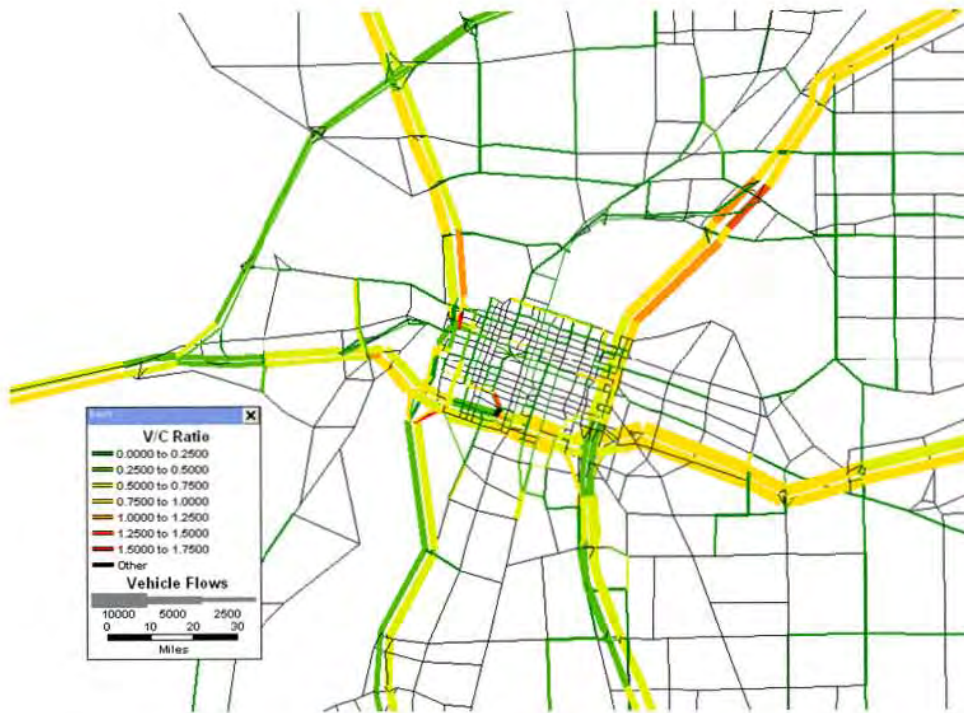 V/C Ratio
0.0000 to 0.2500
0.2500 to 0.5000
0.5000 to 0.7500
0.7500 to 1.0000
1.0000 to 1.2500
1.2500 to 1.5000
1.5000 to 1.7500
Other
Vehicle Flows
10000 5000 2500
0 10 20 30
Miles